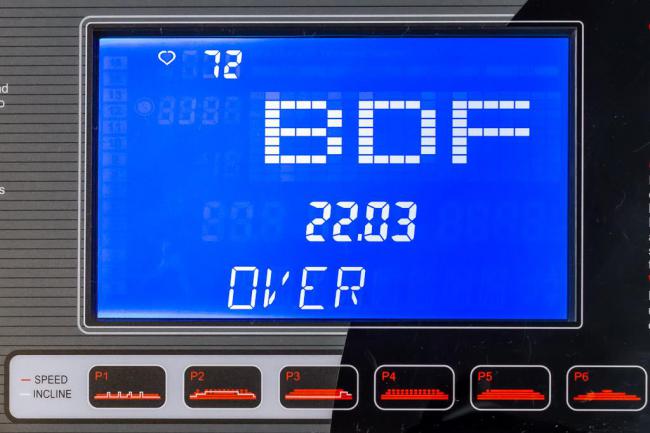 72
BDF
22.03
OVER
SPEED
INCLINE
P1
P2
P3
P4
P5
P6